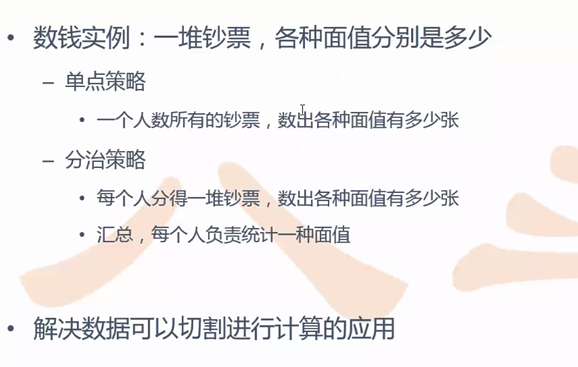 • 数钱实例：一堆钞票，各种面值分别是多少
– 单点策略
• 一个人数所有的钞票，数出各种面值有多少张
– 分治策略
• 每个人分得一堆钞票，数出各种面值有多少张
• 汇总，每个人负责统计一种面值
• 解决数据可以切割进行计算的应用